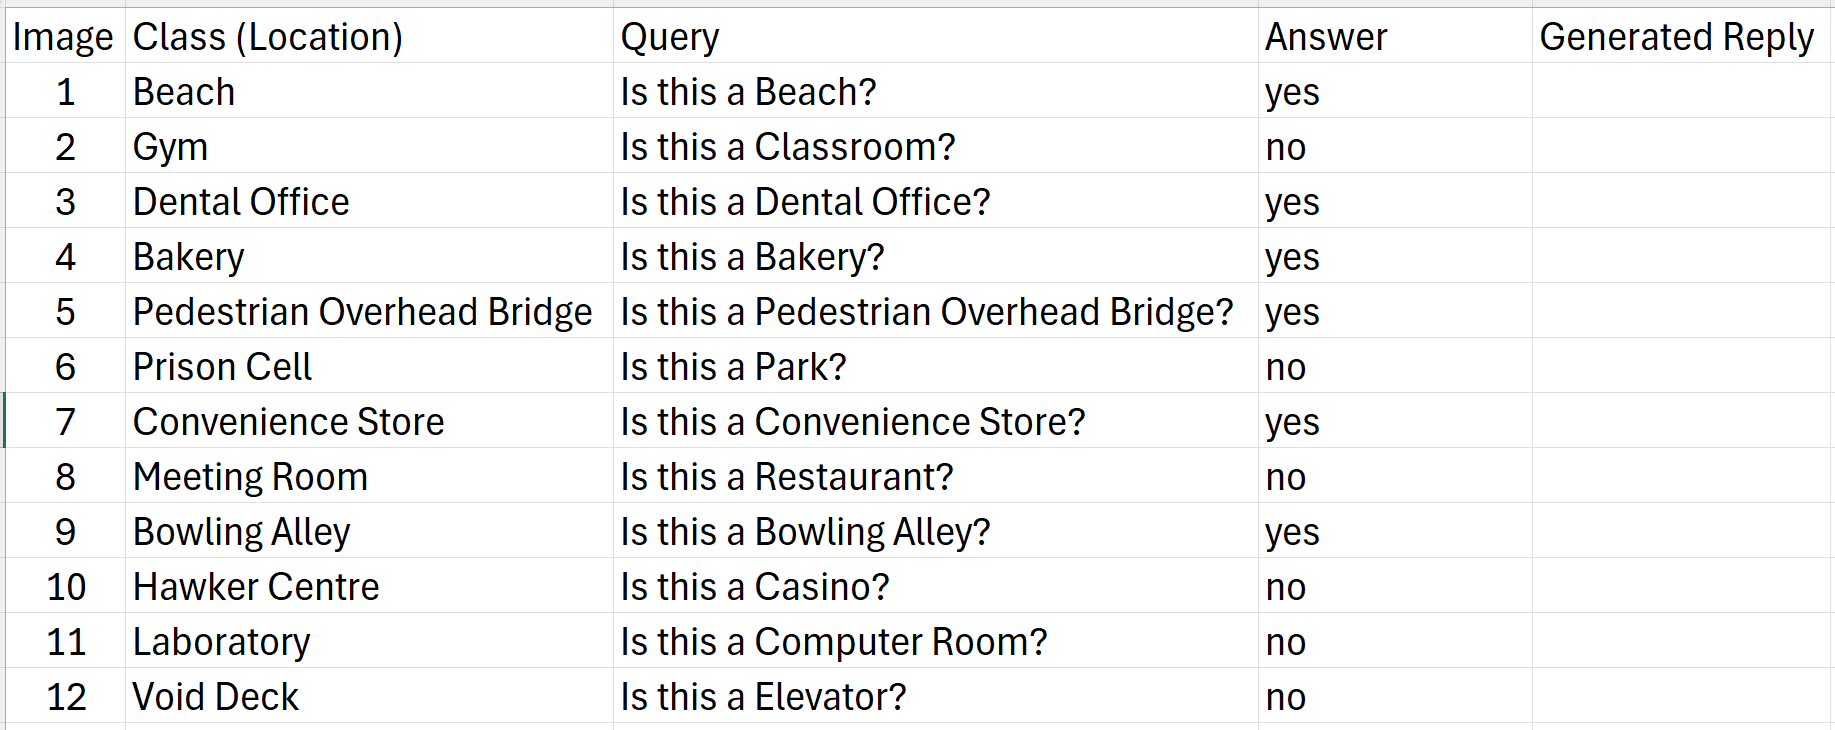 Image Class (Location) Query Answer Generated Reply
1 Beach Is this a Beach? yes
2 Gym Is this a Classroom? no
3 Dental Office Is this a Dental Office? yes
4 Bakery Is this a Bakery? yes
5 Pedestrian Overhead Bridge Is this a Pedestrian Overhead Bridge? yes
6 Prison Cell Is this a Park? no
7 Convenience Store Is this a Convenience Store? yes
8 Meeting Room Is this a Restaurant? no
9 Bowling Alley Is this a Bowling Alley? yes
10 Hawker Centre Is this a Casino? no
11 Laboratory Is this a Computer Room? no
12 Void Deck Is this a Elevator? no